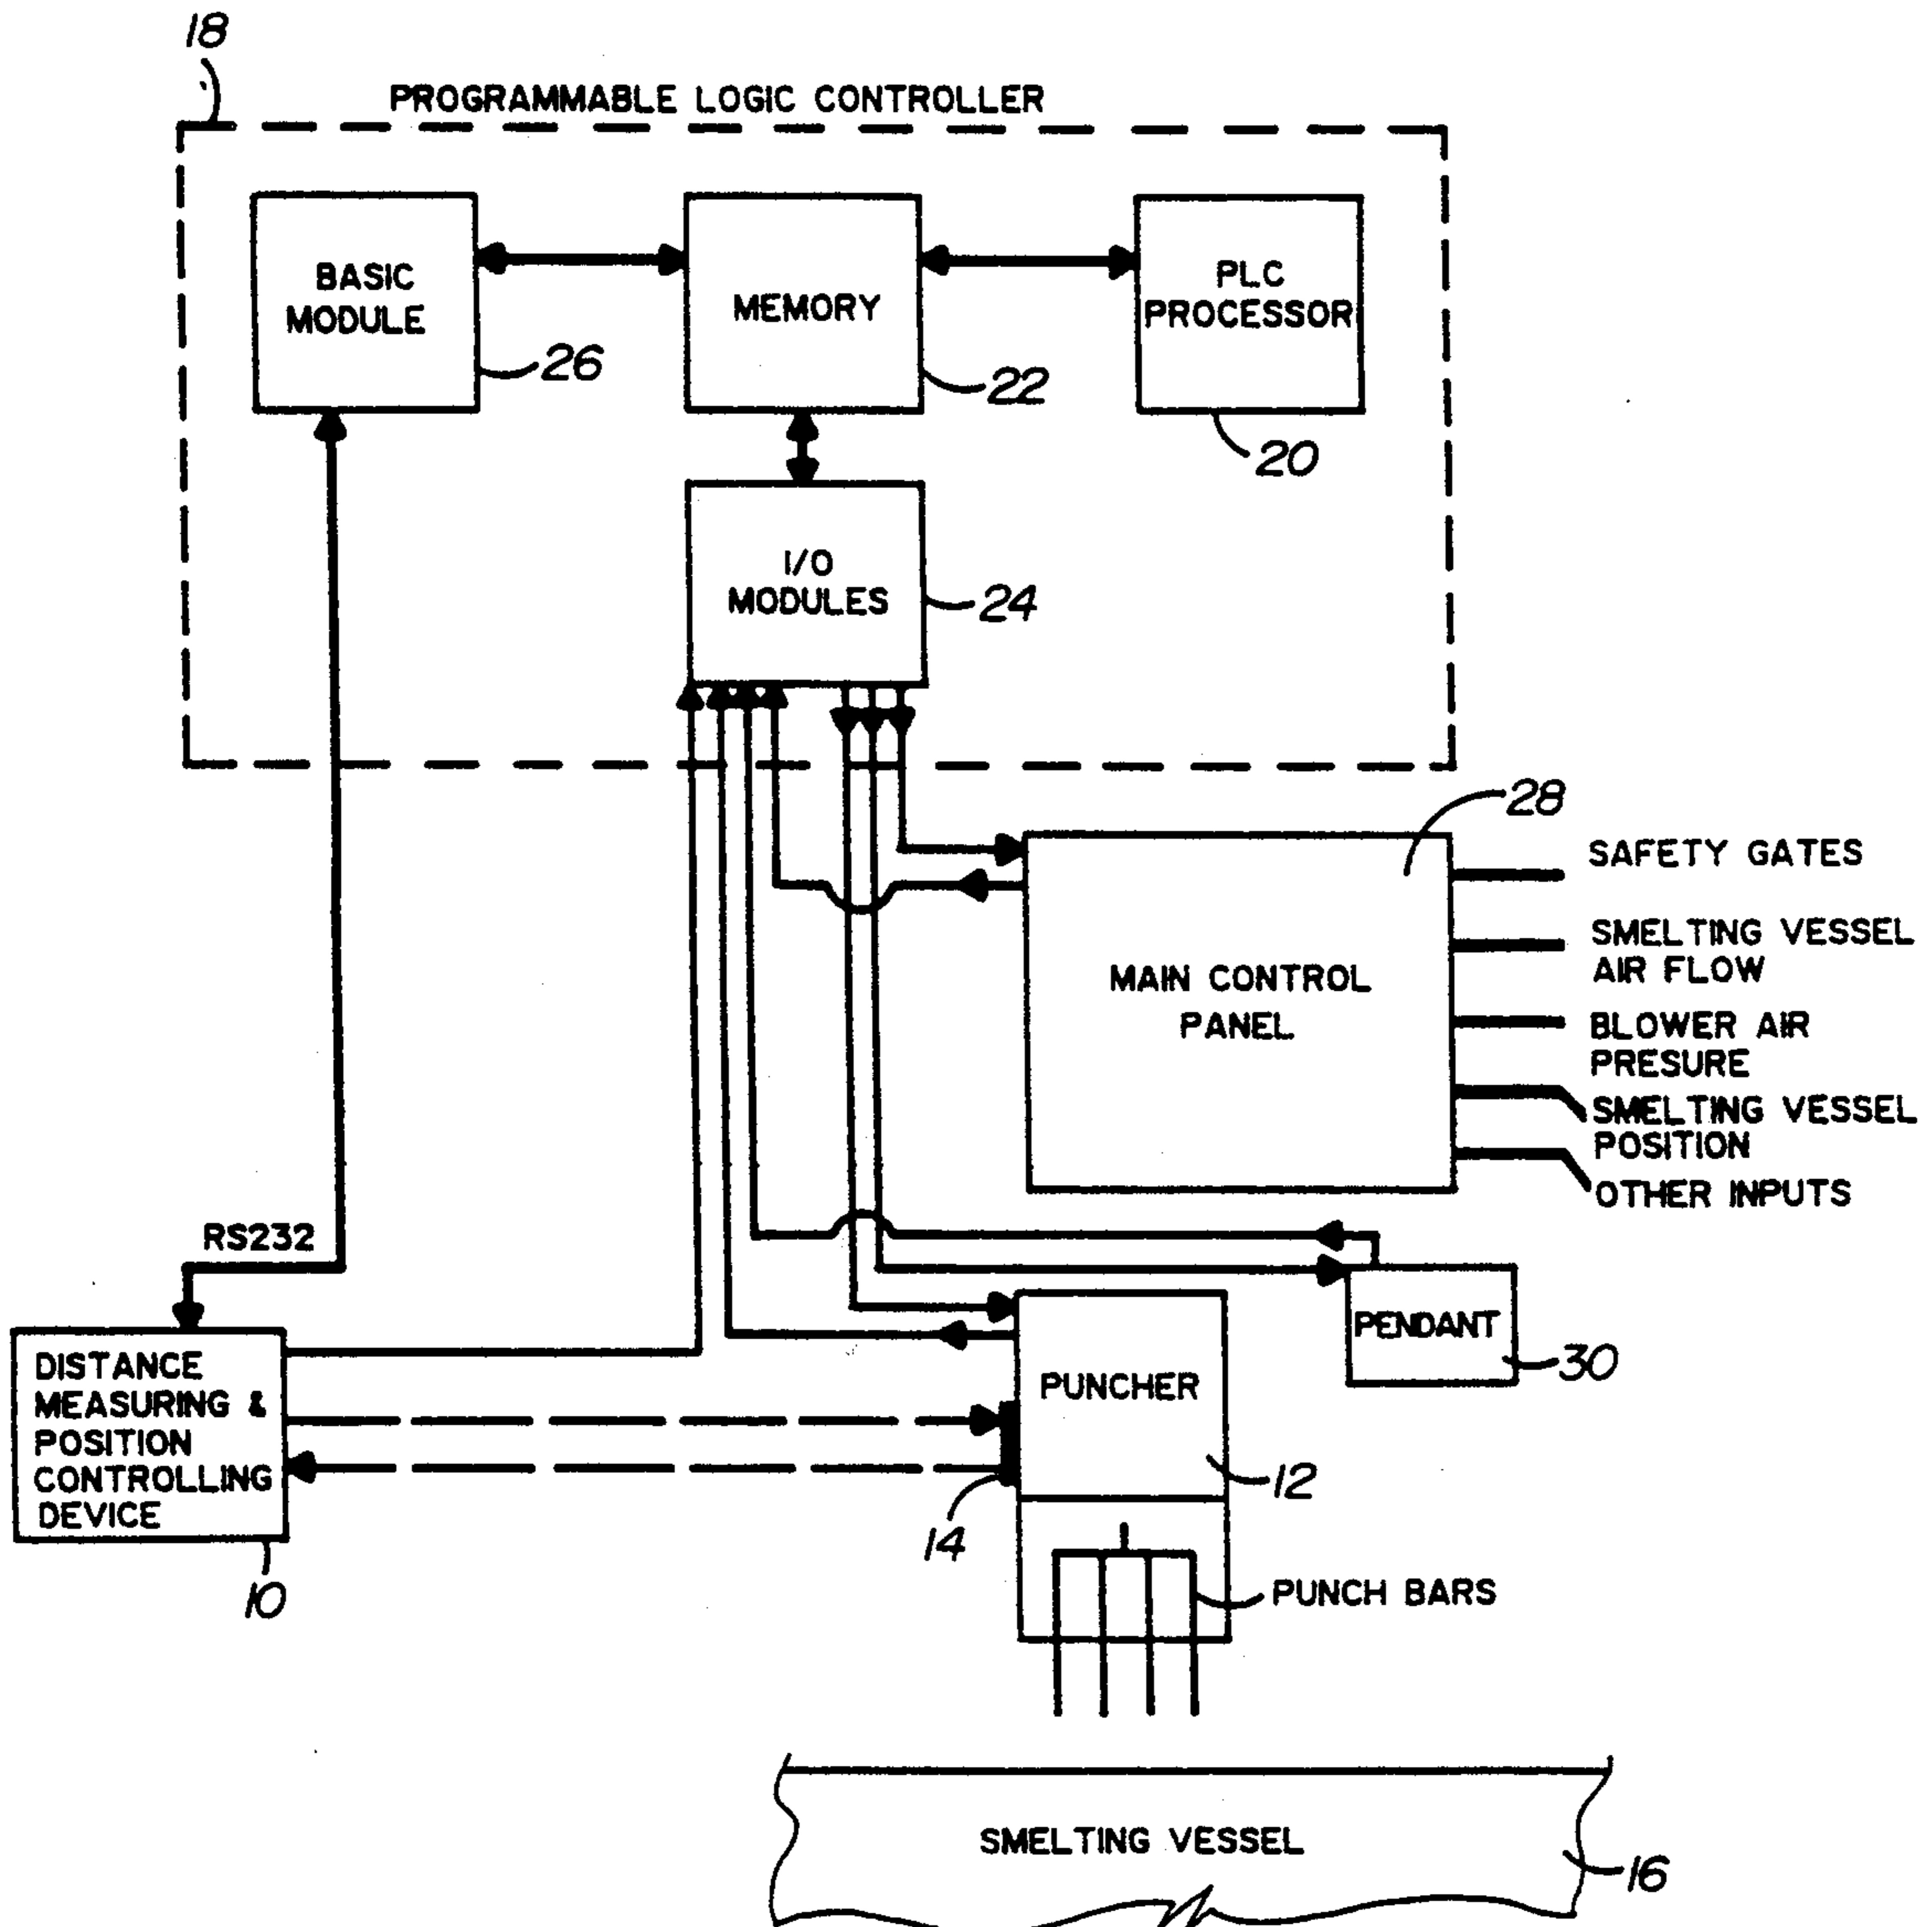 18
PROGRAMMABLE LOGIC CONTROLLER
BASIC
MODULE
26
MEMORY
22
PLC
PROCESSOR
20
I/O
MODULES
24
28
MAIN CONTROL
PANEL
SAFETY GATES
SMELTING VESSEL
AIR FLOW
BLOWER AIR
PRESURE
SMELTING VESSEL
POSITION
OTHER INPUTS
RS232
DISTANCE
MEASURING &
POSITION
CONTROLLING
DEVICE
10
PUNCHER
12
14
PENDANT
30
PUNCH BARS
SMELTING VESSEL
16